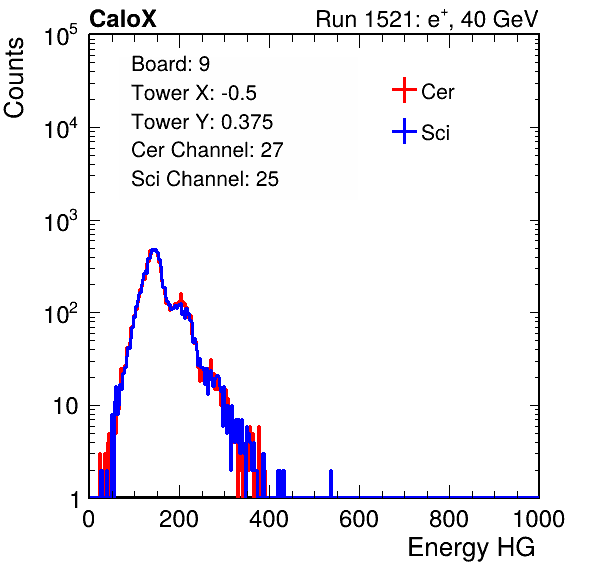 CaloX Run 1521: e⁺, 40 GeV
Counts
Board: 9
Tower X: -0.5
Tower Y: 0.375
Cer Channel: 27
Sci Channel: 25
Cer
Sci
10⁵
10⁴
10³
10²
10
1
0 200 400 600 800 1000
Energy HG